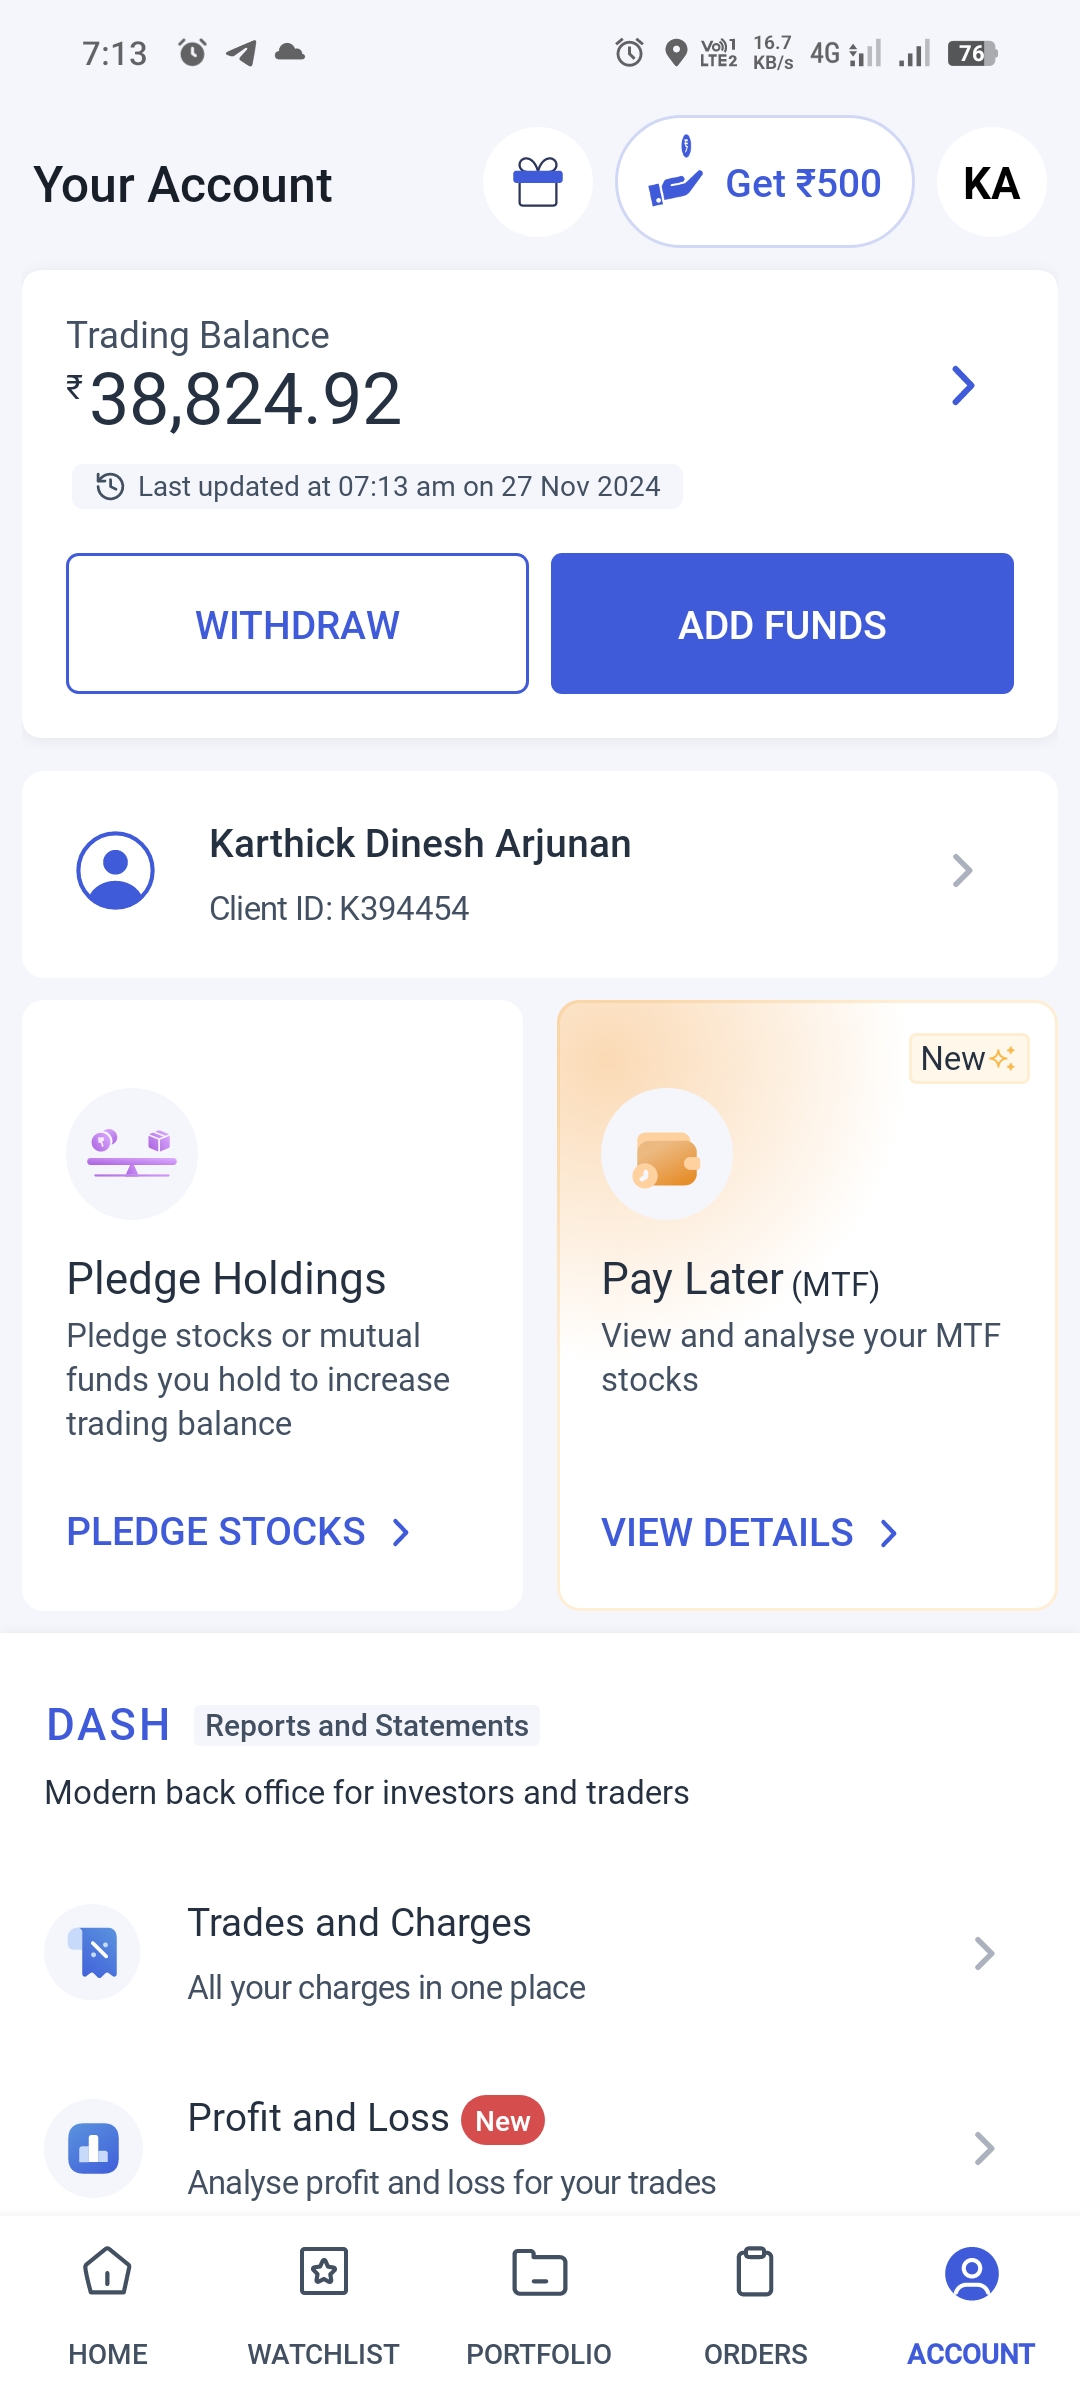 7:13
Vo)) 1
LTE2
16.7
KB/s
4G
76
Your Account
Get ₹500
KA
Trading Balance
₹38,824.92
Last updated at 07:13 am on 27 Nov 2024
WITHDRAW
ADD FUNDS
Karthick Dinesh Arjunan
Client ID: K394454
New
Pledge Holdings
Pledge stocks or mutual
funds you hold to increase
trading balance
PLEDGE STOCKS
Pay Later (MTF)
View and analyse your MTF
stocks
VIEW DETAILS
DASH
Reports and Statements
Modern back office for investors and traders
Trades and Charges
All your charges in one place
Profit and Loss New
Analyse profit and loss for your trades
HOME
WATCHLIST
PORTFOLIO
ORDERS
ACCOUNT